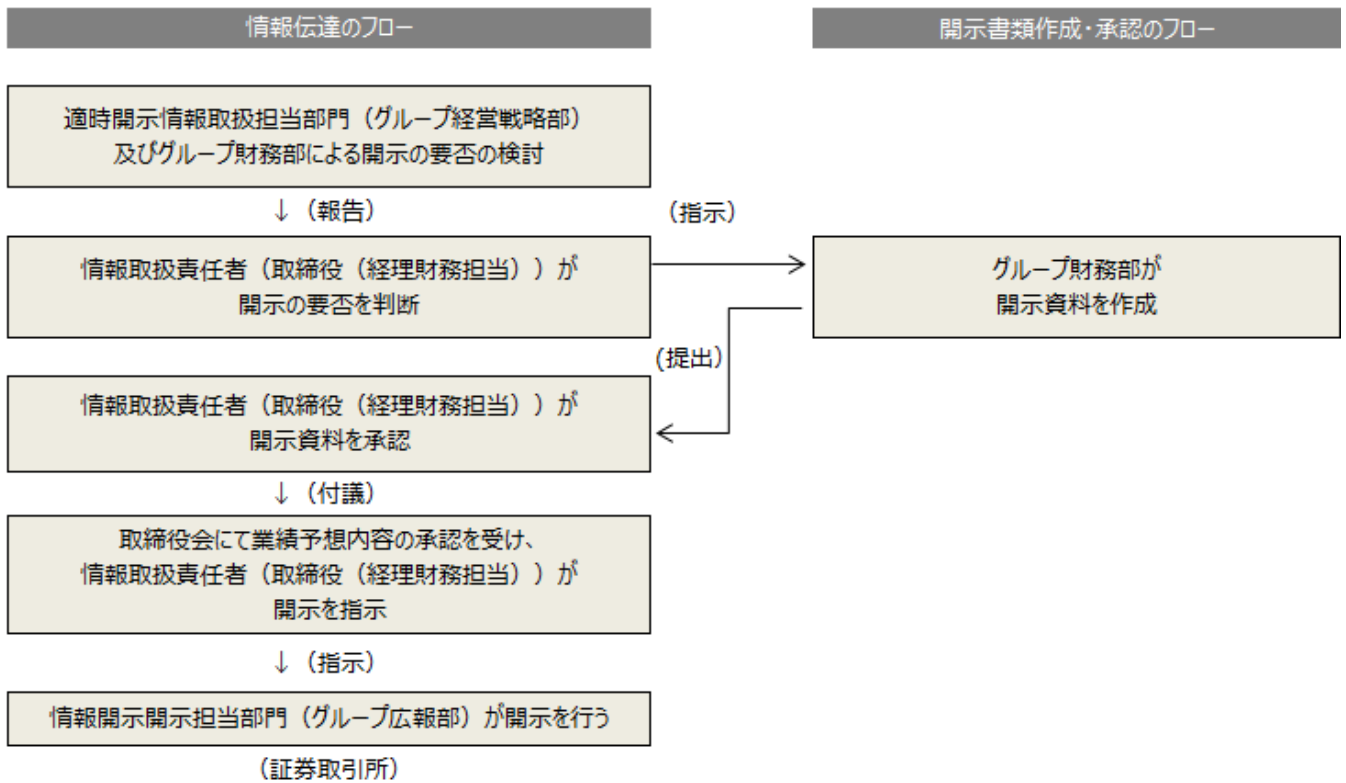 情報伝達のフロー
開示書類作成・承認のフロー
適時開示情報取扱担当部門（グループ経営戦略部）
及びグループ財務部による開示の要否の検討
↓（報告）
（指示）
情報取扱責任者（取締役（経理財務担当））が
開示の要否を判断
グループ財務部が
開示資料を作成
(提出）
情報取扱責任者（取締役（経理財務担当））が
開示資料を承認
↓（付議）
取締役会にて業績予想内容の承認を受け、
情報取扱責任者（取締役（経理財務担当））が
開示を指示
↓（指示）
情報開示開示担当部門（グループ広報部）が開示を行う
（証券取引所）